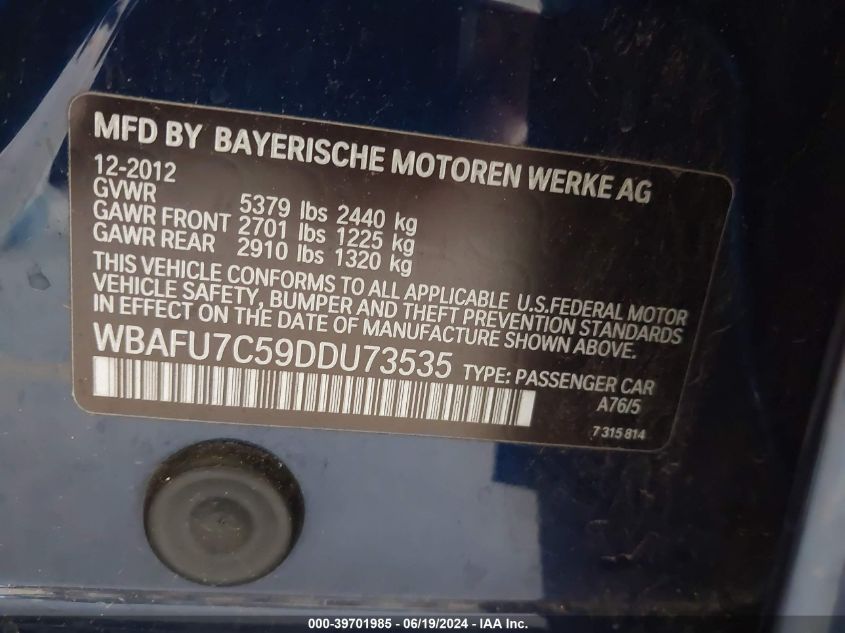 MFD BY BAYERISCHE MOTOREN WERKE AG
12-2012
GVWR 5379 lbs 2440 kg
GAWR FRONT 2701 lbs 1225 kg
GAWR REAR 2910 lbs 1320 kg
THIS VEHICLE CONFORMS TO ALL APPLICABLE U.S.FEDERAL MOTOR
VEHICLE SAFETY, BUMPER AND THEFT PREVENTION STANDARDS
IN EFFECT ON THE DATE OF MANUFACTURE SHOWN ABOVE.
WBAFU7C59DDU73535 TYPE: PASSENGER CAR
A76/5
7 315 814
000-39701985 - 06/19/2024 - IAA Inc.